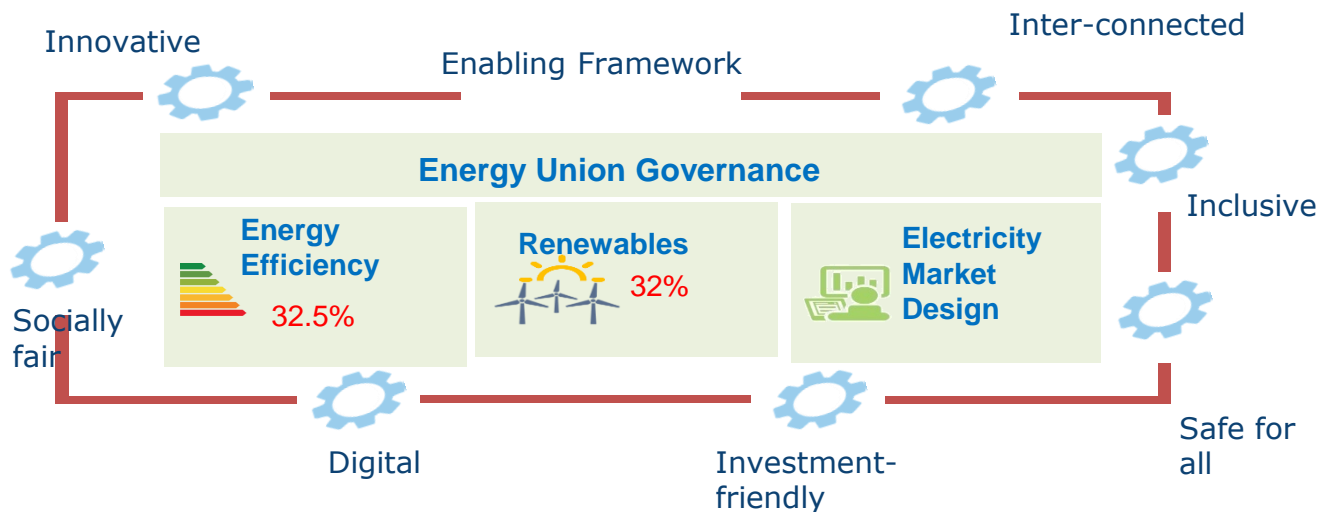 Innovative
Enabling Framework
Inter-connected
Energy Union Governance
Inclusive
Energy
Efficiency
32.5%
Renewables
32%
Electricity
Market
Design
Socially
fair
Digital
Investment-
friendly
Safe for
all